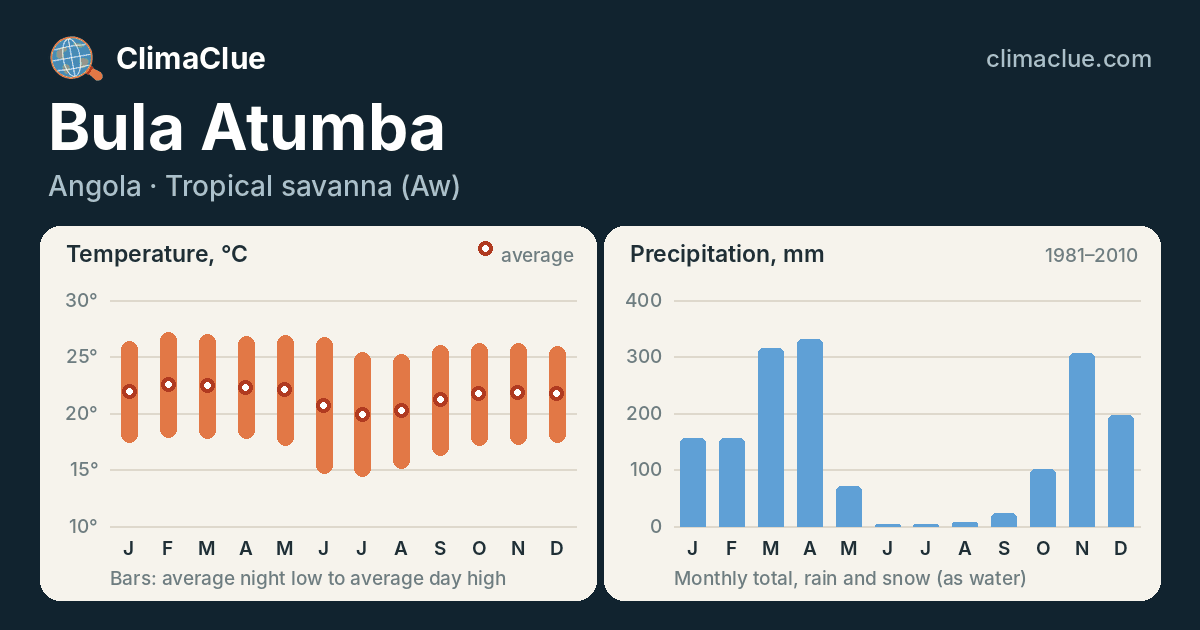 ClimaClue
climaclue.com
Bula Atumba
Angola · Tropical savanna (Aw)
Temperature, °C
average
30°
25°
20°
15°
10°
J F M A M J J A S O N D
Bars: average night low to average day high
Precipitation, mm
1981–2010
400
300
200
100
0
J F M A M J J A S O N D
Monthly total, rain and snow (as water)